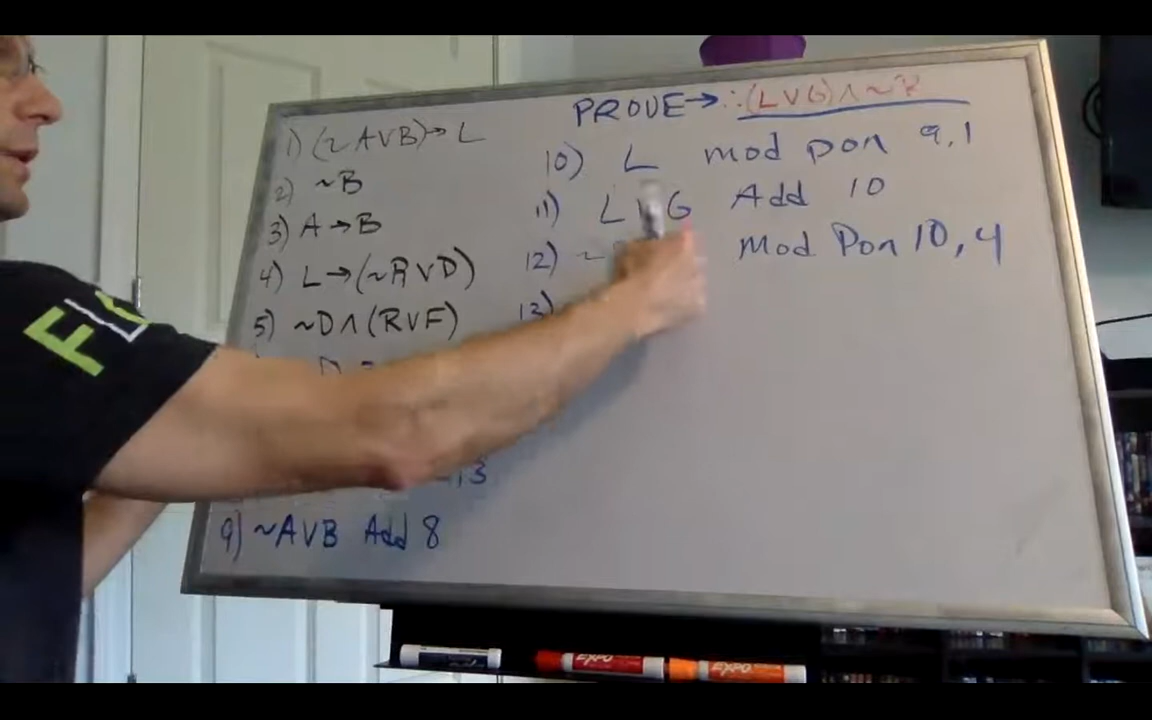 PROVE→ ∴(LVG)∧~R
1) (~AVB)→L
2) ~B
3) A→B
4) L→(~RVD)
5) ~D∧(RVF)
D
,3
9) ~AVB Add 8
10) L mod pon 9,1
11) L V G Add 10
12) ~ mod Pon 10,4
13)
EXPO
EXPO